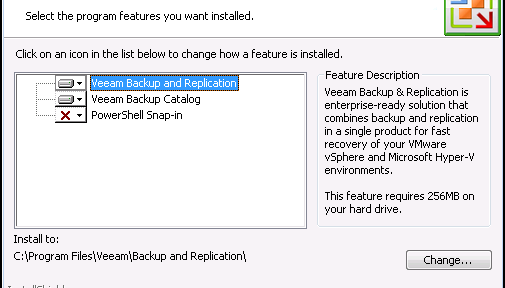 Select the program features you want installed.
Click on an icon in the list below to change how a feature is installed.
Veeam Backup and Replication
Veeam Backup Catalog
PowerShell Snap-in
Feature Description
Veeam Backup & Replication is
enterprise-ready solution that
combines backup and replication
in a single product for fast
recovery of your VMware
vSphere and Microsoft Hyper-V
environments.
This feature requires 256MB on
your hard drive.
Install to:
C:\Program Files\Veeam\Backup and Replication\
Change...
InstallShield